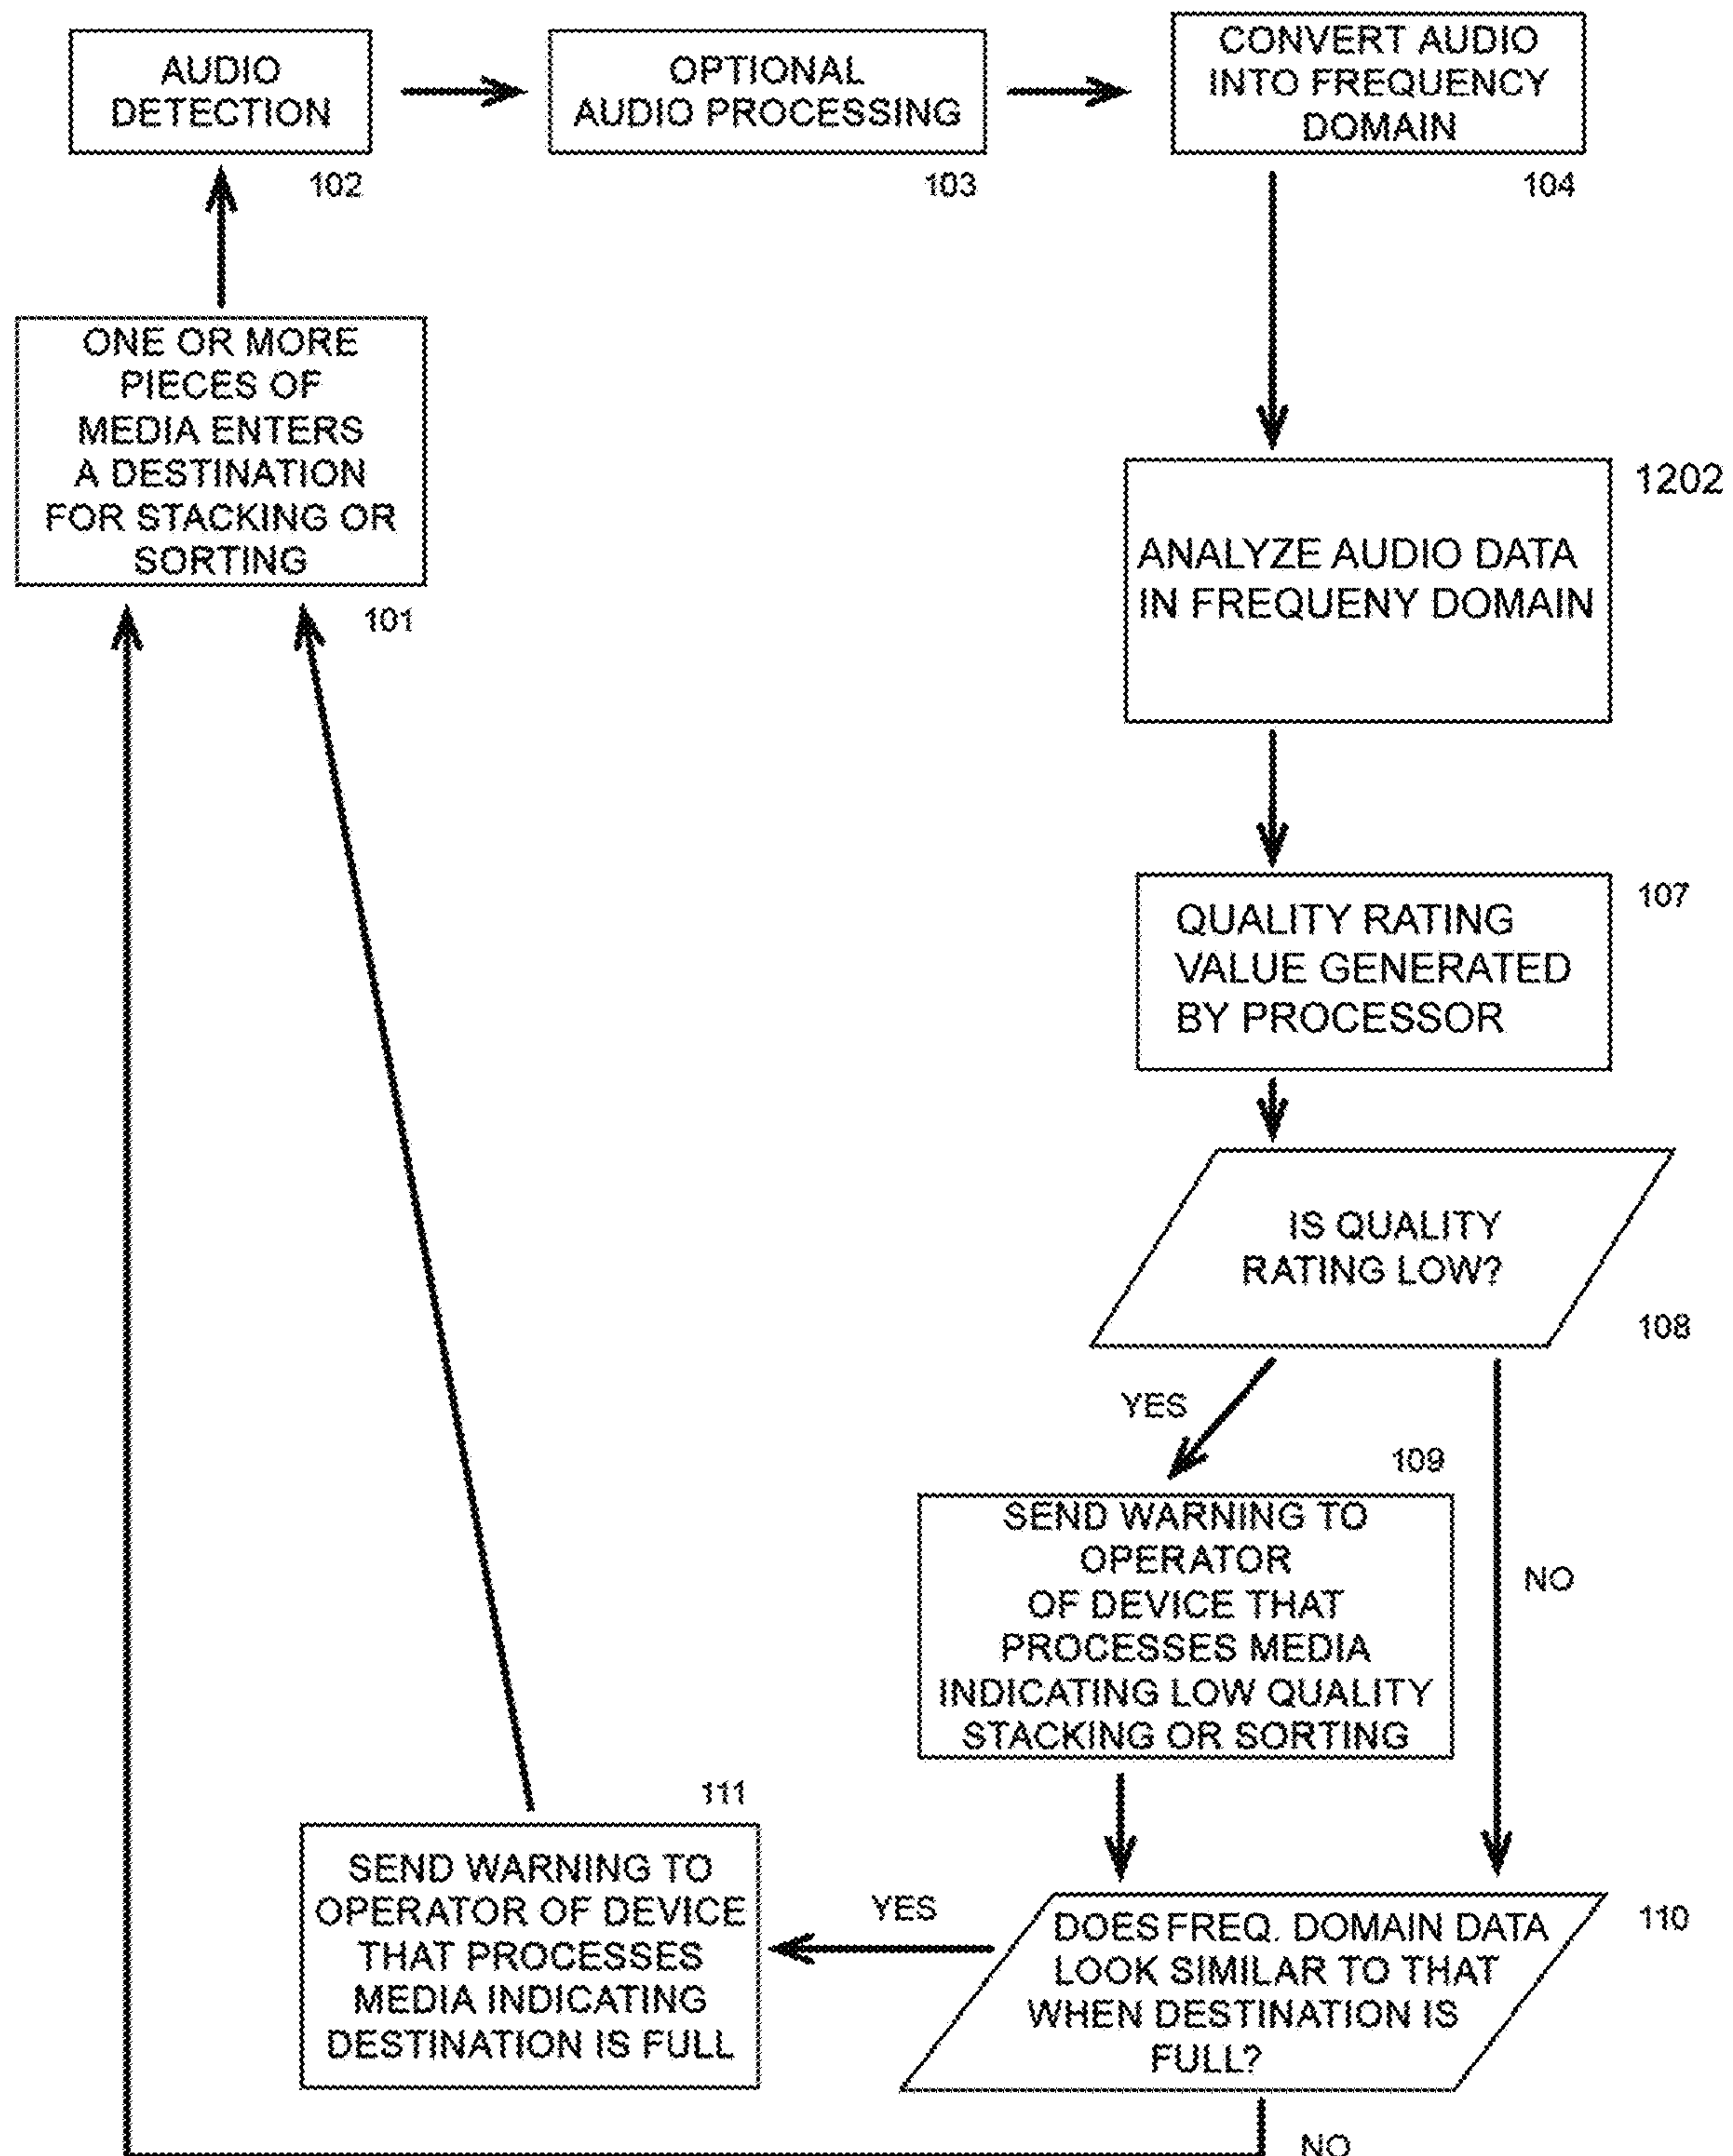 AUDIO
DETECTION
102
OPTIONAL
AUDIO PROCESSING
103
CONVERT AUDIO
INTO FREQUENCY
DOMAIN
104
ONE OR MORE
PIECES OF
MEDIA ENTERS
A DESTINATION
FOR STACKING OR
SORTING
101
1202
ANALYZE AUDIO DATA
IN FREQUENY DOMAIN
107
QUALITY RATING
VALUE GENERATED
BY PROCESSOR
IS QUALITY
RATING LOW?
108
YES
NO
109
SEND WARNING TO
OPERATOR
OF DEVICE THAT
PROCESSES MEDIA
INDICATING LOW QUALITY
STACKING OR SORTING
110
DOES FREQ. DOMAIN DATA
LOOK SIMILAR TO THAT
WHEN DESTINATION IS
FULL?
YES
NO
111
SEND WARNING TO
OPERATOR OF DEVICE
THAT PROCESSES
MEDIA INDICATING
DESTINATION IS FULL